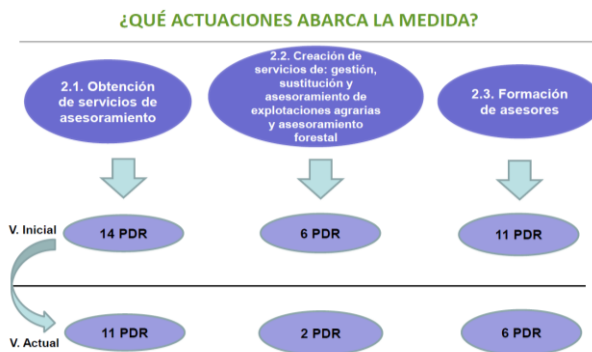 ¿QUÉ ACTUACIONES ABARCA LA MEDIDA?
2.1. Obtención
de servicios de
asesoramiento
2.2. Creación de
servicios de: gestión,
sustitución y
asesoramiento de
explotaciones agrarias
y asesoramiento
forestal
2.3. Formación
de asesores
V. Inicial
14 PDR
6 PDR
11 PDR
V. Actual
11 PDR
2 PDR
6 PDR